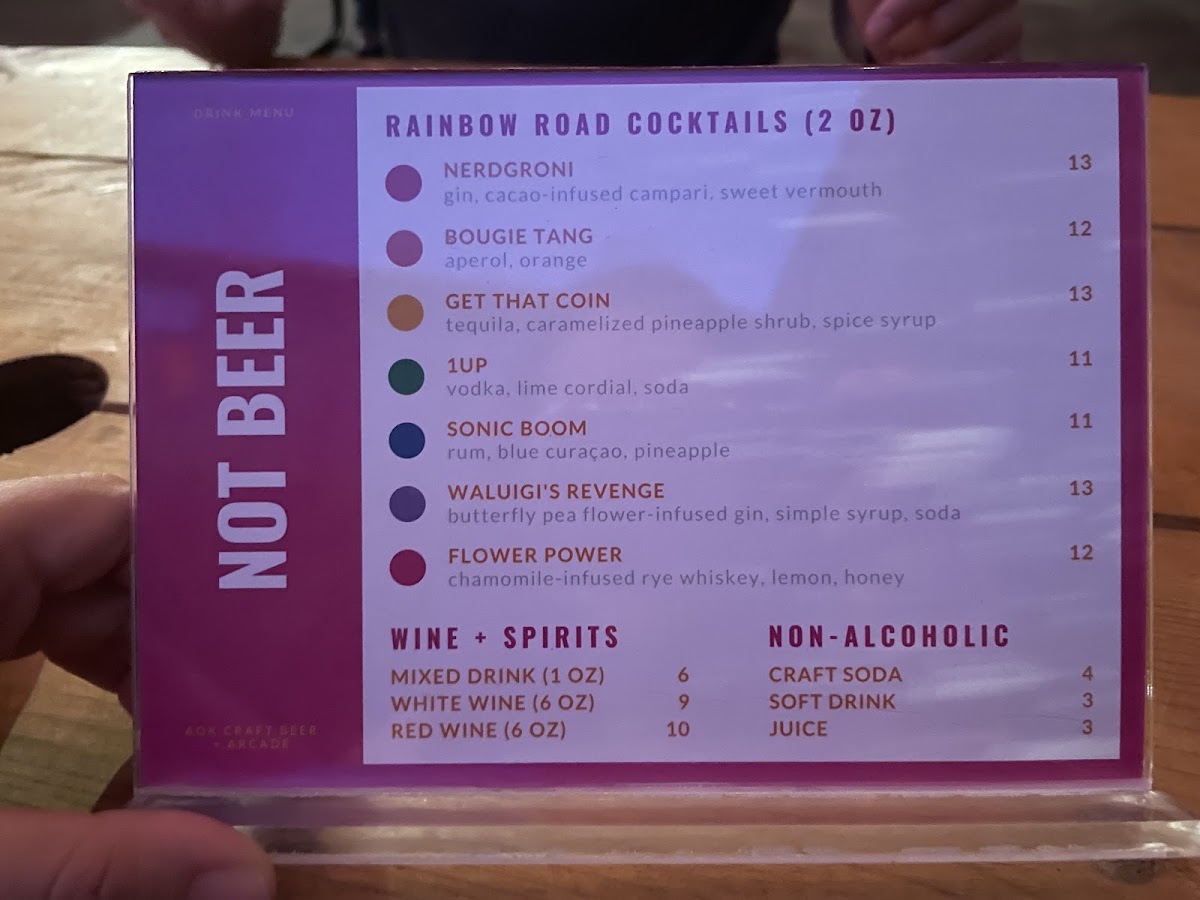 DRINK MENU
NOT BEER
AOK CRAFT BEER
+ ARCADE
RAINBOW ROAD COCKTAILS (2 OZ)
NERDGRONI 13
gin, cacao-infused campari, sweet vermouth
BOUGIE TANG 12
aperol, orange
GET THAT COIN 13
tequila, caramelized pineapple shrub, spice syrup
1UP 11
vodka, lime cordial, soda
SONIC BOOM 11
rum, blue curaçao, pineapple
WALUIGI'S REVENGE 13
butterfly pea flower-infused gin, simple syrup, soda
FLOWER POWER 12
chamomile-infused rye whiskey, lemon, honey
WINE + SPIRITS
MIXED DRINK (1 OZ) 6
WHITE WINE (6 OZ) 9
RED WINE (6 OZ) 10
NON-ALCOHOLIC
CRAFT SODA 4
SOFT DRINK 3
JUICE 3